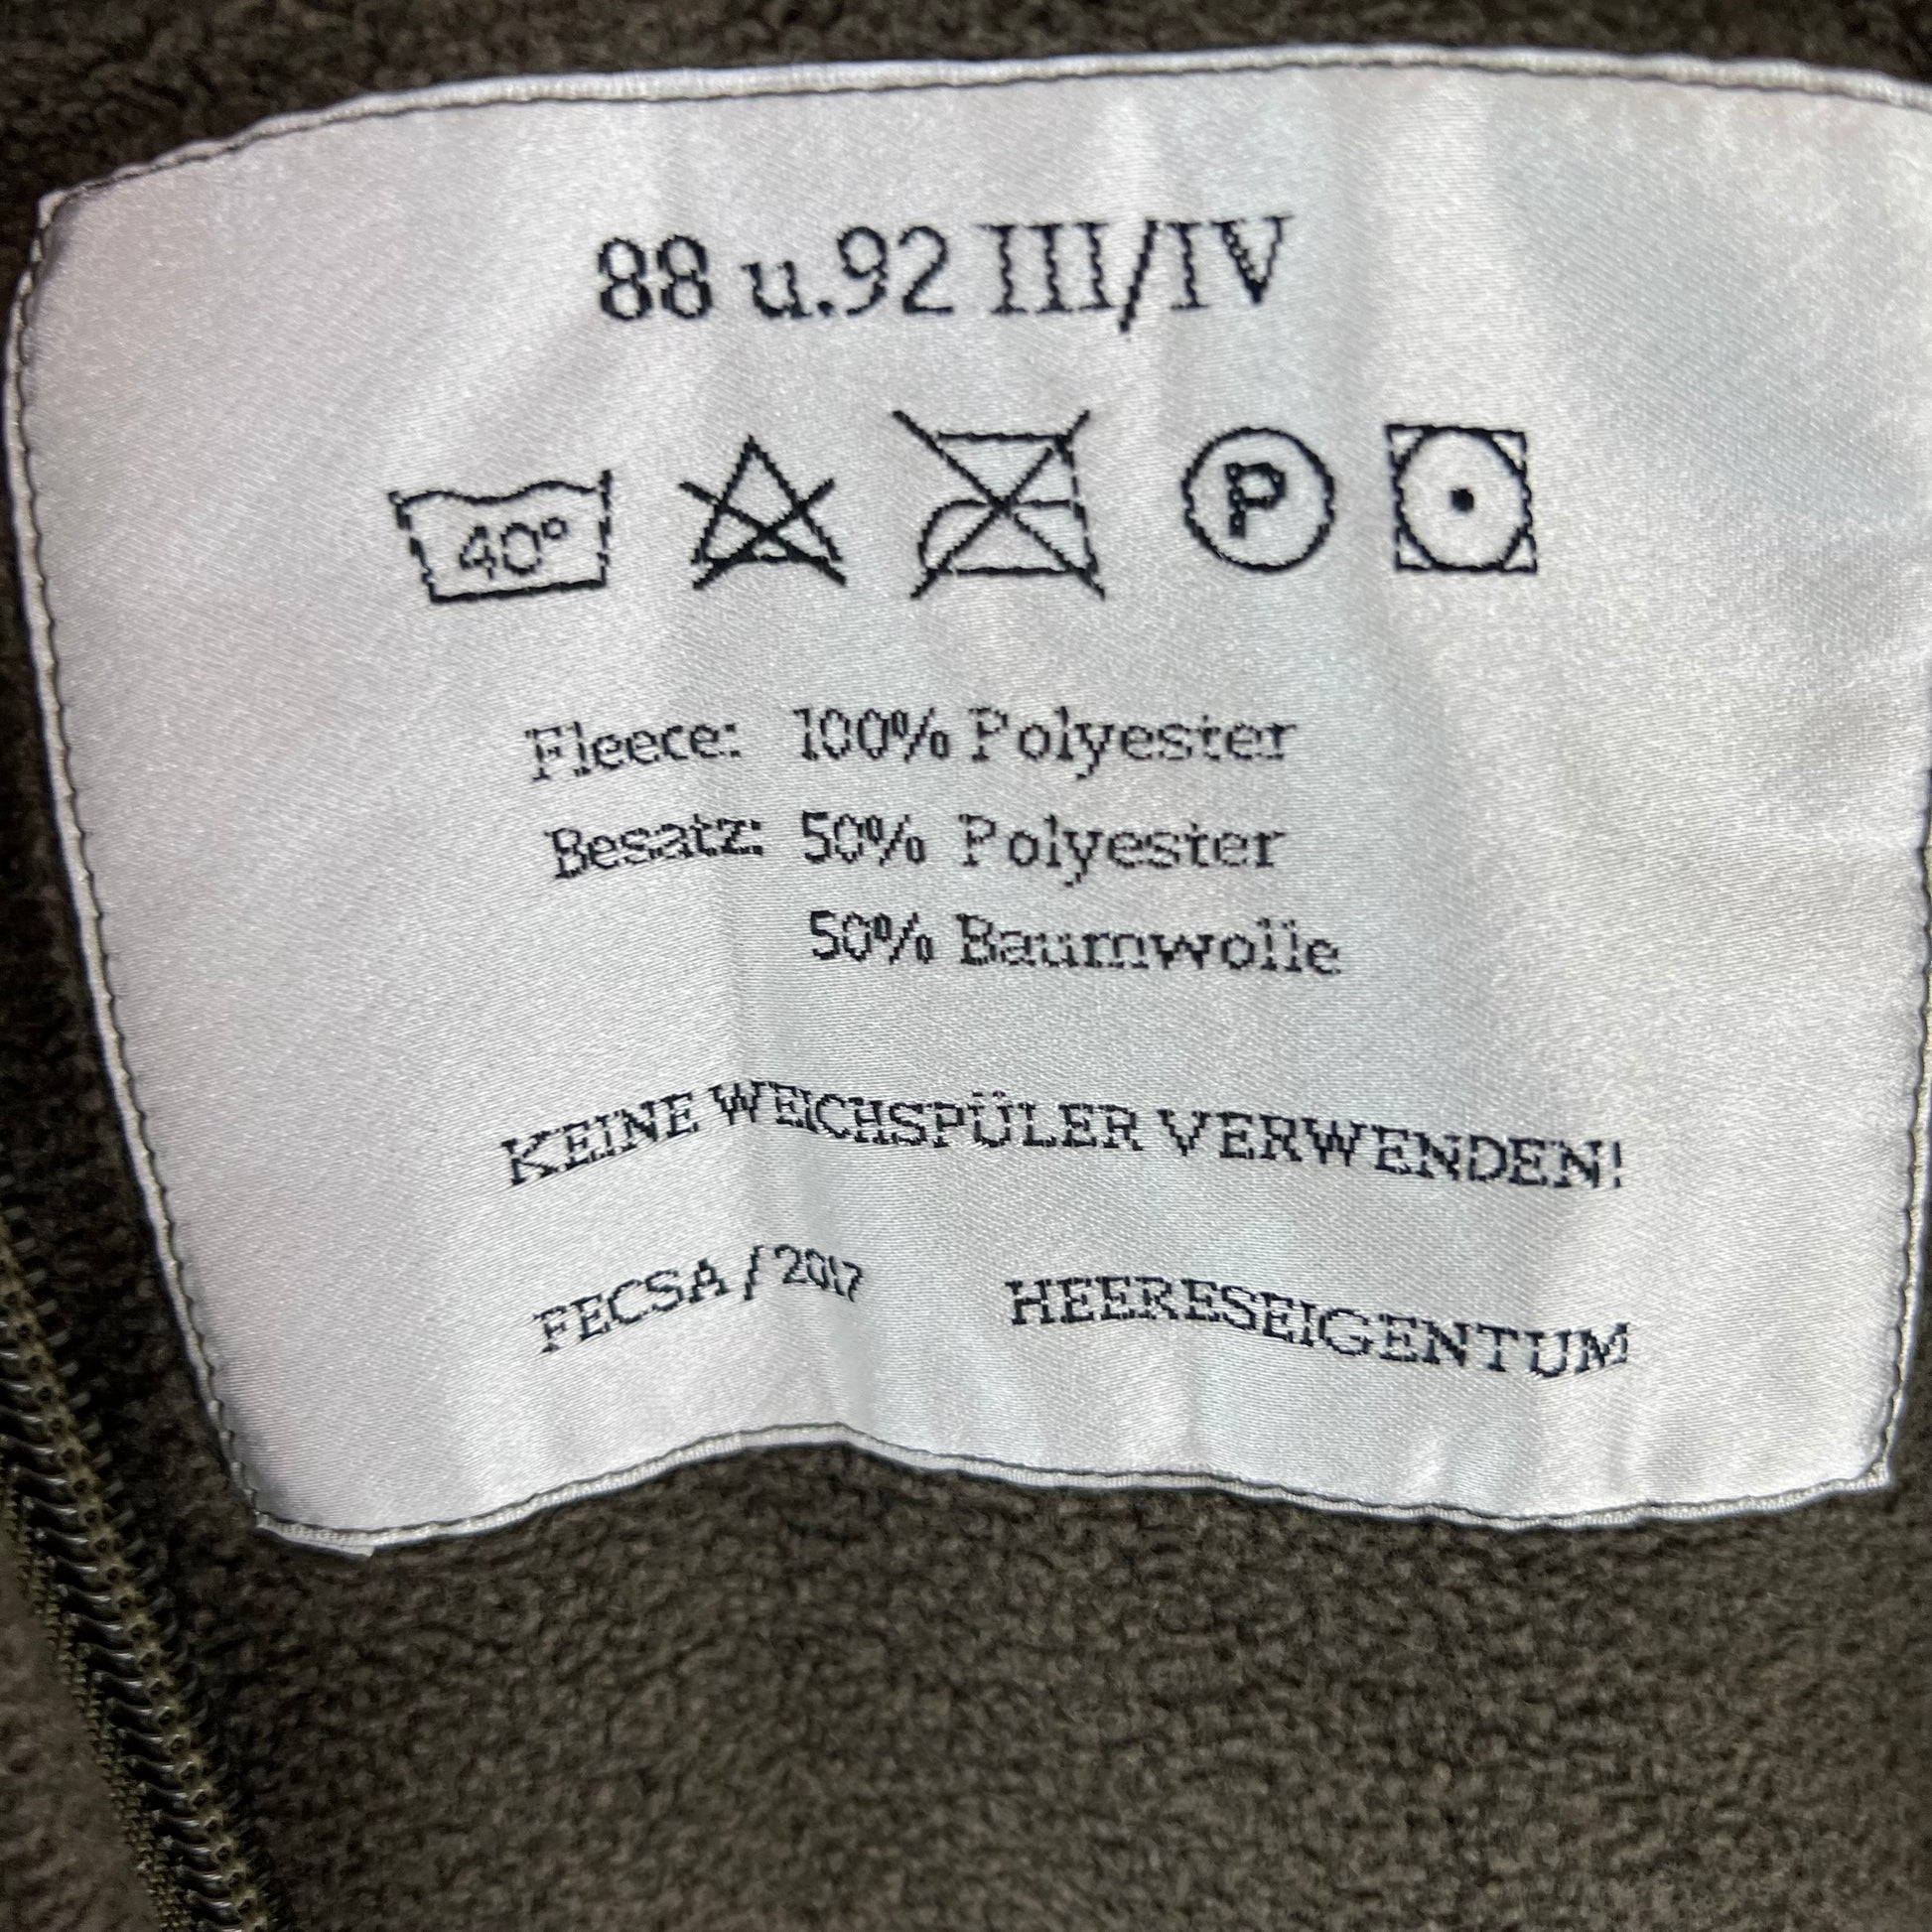 88 u.92 III/IV
40°
P
Fleece: 100% Polyester
Besatz: 50% Polyester
50% Baumwolle
KEINE WEICHSPÜLER VERWENDEN!
FECSA / 2017 HEERESEIGENTUM